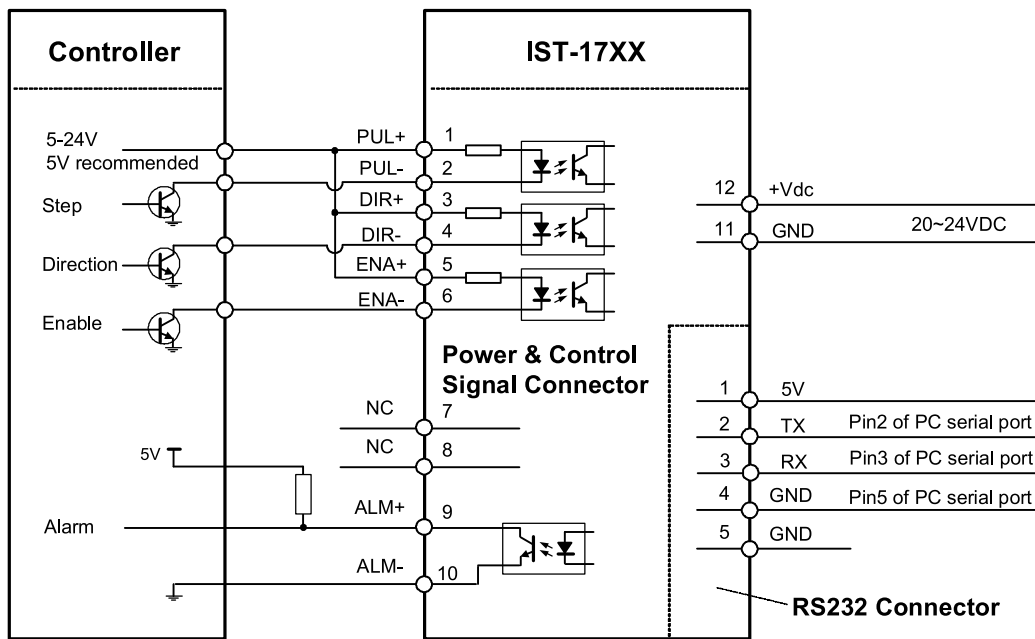 Controller
IST-17XX
5-24V
5V recommended
Step
Direction
Enable
5V
Alarm
PUL+ 1
PUL- 2
DIR+ 3
DIR- 4
ENA+ 5
ENA- 6
Power & Control
Signal Connector
NC 7
NC 8
ALM+ 9
ALM- 10
12 +Vdc
11 GND
20~24VDC
1 5V
2 TX Pin2 of PC serial port
3 RX Pin3 of PC serial port
4 GND Pin5 of PC serial port
5 GND
RS232 Connector